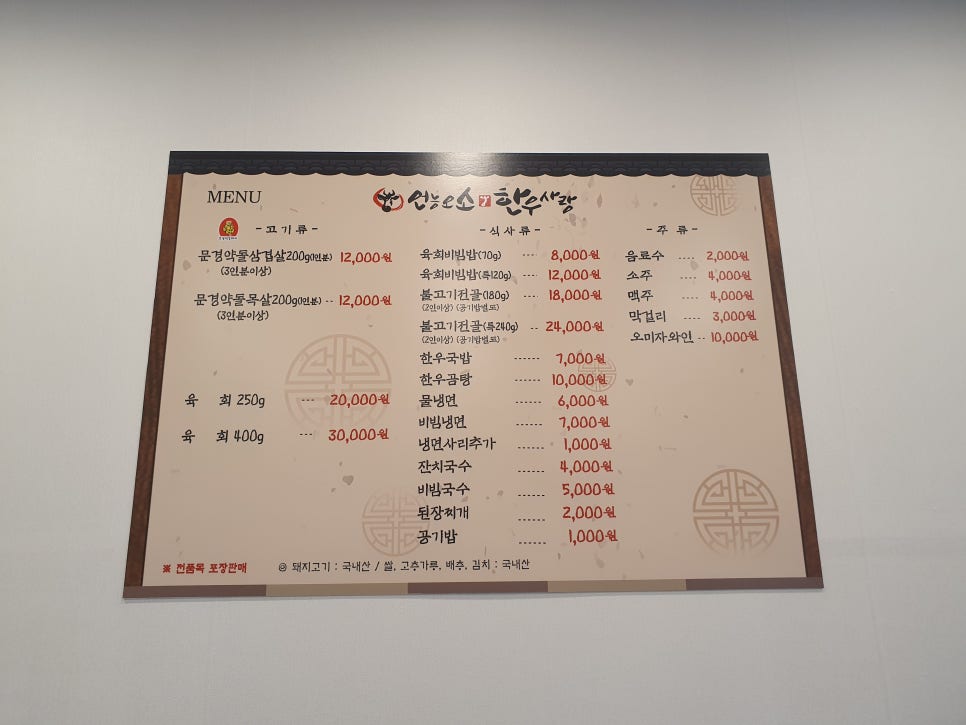 MENU
한우사랑
- 고기류 -
문경약돌삼겹살200g(1인분) 12,000원
(3인분이상)
문경약돌목살200g(1인분) -- 12,000원
(3인분이상)
육 회 250g --- 20,000원
육 회 400g --- 30,000원
- 식사류 -
육회비빔밥(70g) ---- 8,000원
육회비빔밥(특120g) --- 12,000원
불고기전골(180g) ---- 18,000원
(2인이상) (공기밥별도)
불고기전골(특240g) -- 24,000원
(2인이상) (공기밥별도)
한우국밥 ------ 7,000원
한우곰탕 ------ 10,000원
물냉면 ------ 6,000원
비빔냉면 ------ 7,000원
냉면사리추가 ------ 1,000원
잔치국수 ------ 4,000원
비빔국수 ------ 5,000원
된장찌개 ------ 2,000원
공기밥 ------ 1,000원
- 주 류 -
음료수 ---- 2,000원
소주 ---- 4,000원
맥주 ---- 4,000원
막걸리 ---- 3,000원
오미자와인 -- 10,000원
※ 전품목 포장판매
◎ 돼지고기 : 국내산 / 쌀, 고추가루, 배추, 김치 : 국내산